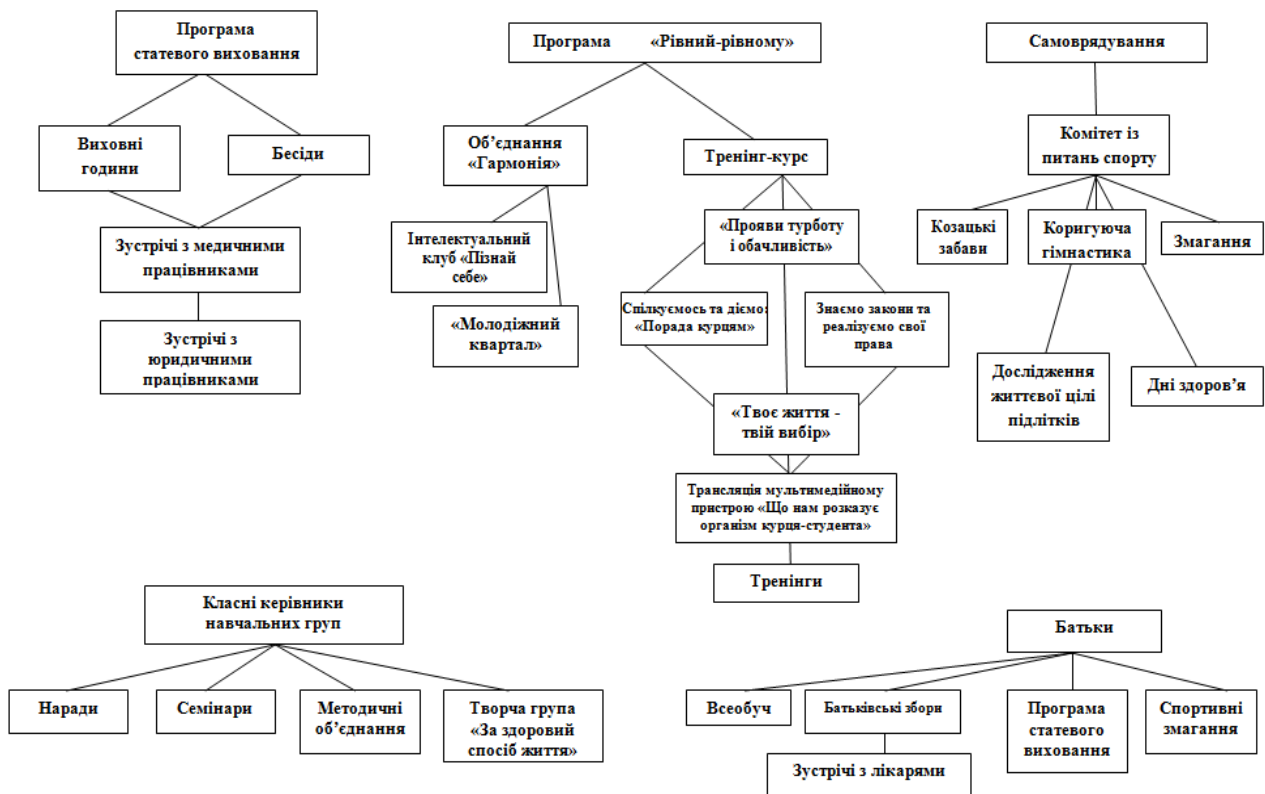 Програма
статевого виховання
Програма «Рівний-рівному»
Самоврядування
Виховні
години
Бесіди
Об’єднання
«Гармонія»
Тренінг-курс
Комітет із
питань спорту
Зустрічі з медичними
працівниками
Інтелектуальний
клуб «Пізнай
себе»
«Прояви турботу
і обачливість»
Козацькі
забави
Коригуюча
гімнастика
Змагання
Зустрічі з
юридичними
працівниками
«Молодіжний
квартал»
Спілкуємось та діємо:
«Порада курцям»
Знаємо закони та
реалізуємо свої
права
Дослідження
життєвої цілі
підлітків
Дні здоров’я
«Твоє життя -
твій вибір»
Трансляція мультимедійному
пристрою «Що нам розказує
організм курця-студента»
Тренінги
Класні керівники
навчальних груп
Наради
Семінари
Методичні
об’єднання
Творча група
«За здоровий
спосіб життя»
Батьки
Всеобуч
Батьківські збори
Програма
статевого
виховання
Спортивні
змагання
Зустрічі з лікарями